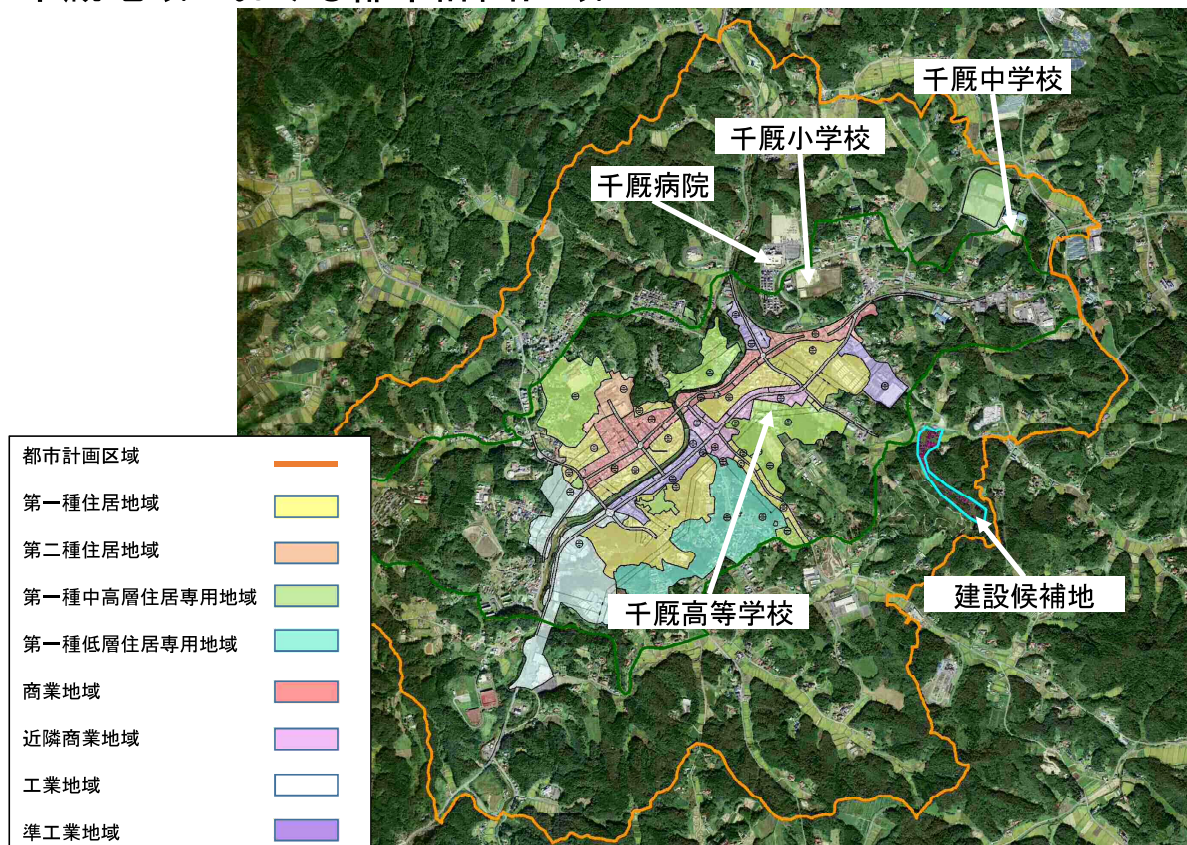 千厩中学校
千厩小学校
千厩病院
都市計画区域
第一種住居地域
第二種住居地域
第一種中高層住居専用地域
第一種低層住居専用地域
商業地域
近隣商業地域
工業地域
準工業地域
建設候補地
千厩高等学校